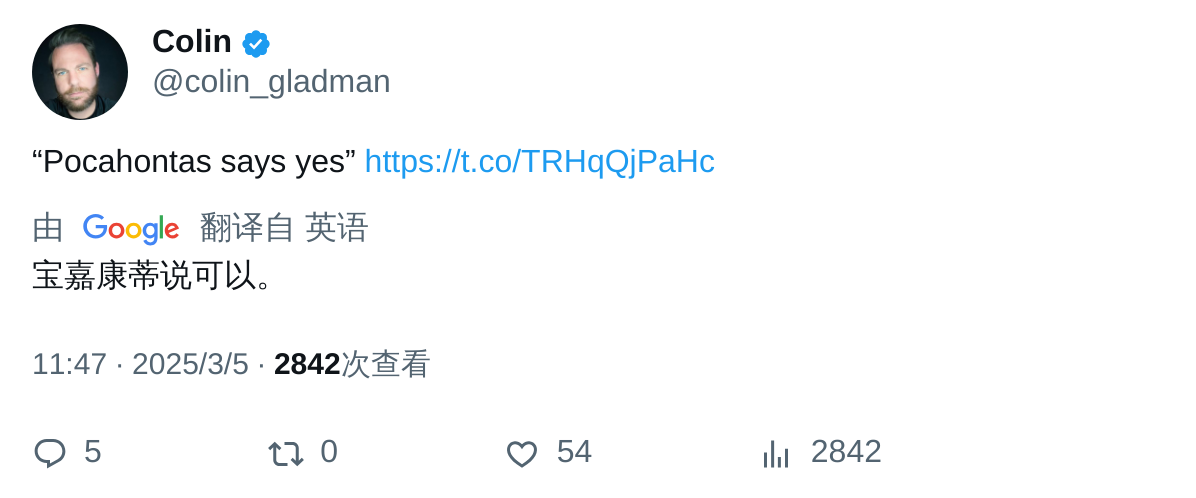 Colin
@colin_gladman
“Pocahontas says yes” https://t.co/TRHqQjPaHc
由 Google 翻译自 英语
宝嘉康蒂说可以。
11:47 · 2025/3/5 · 2842次查看
5 0 54 2842